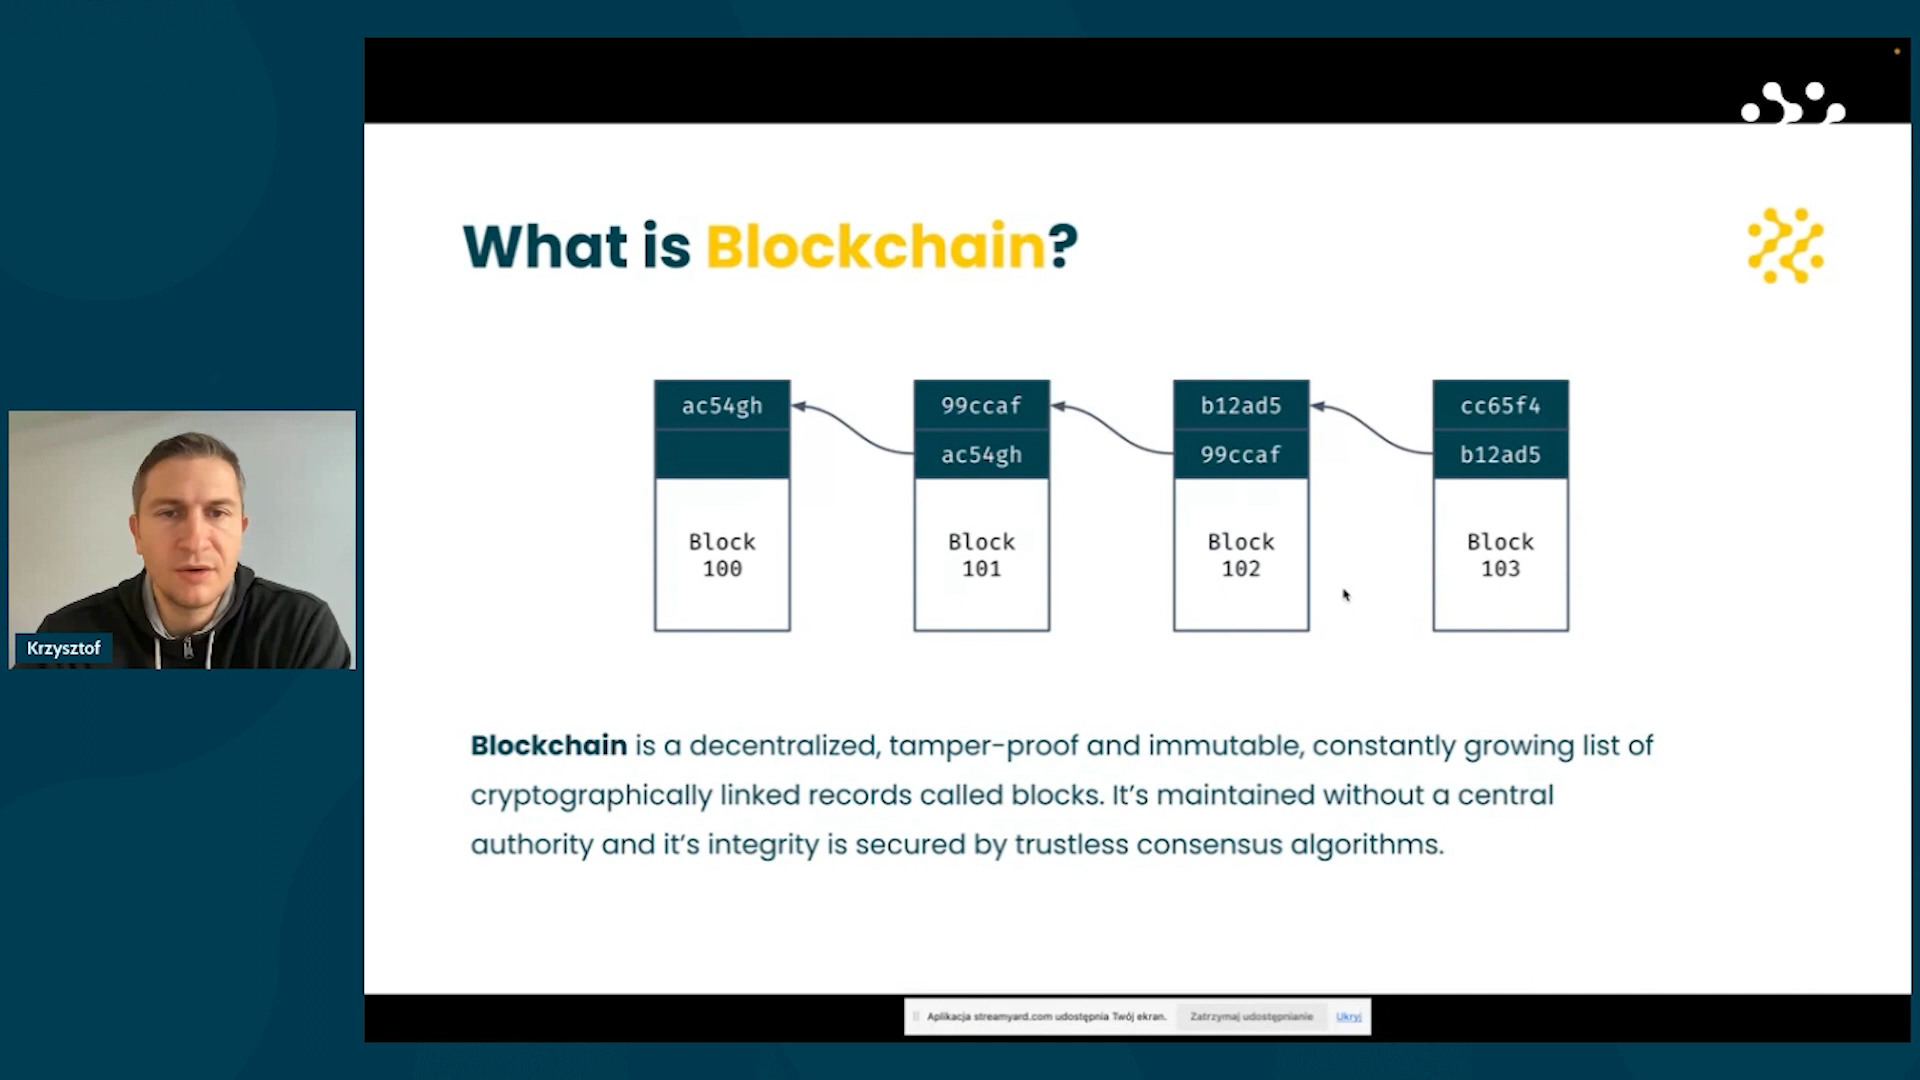 What is Blockchain?
ac54gh
99ccaf
ac54gh
b12ad5
99ccaf
cc65f4
b12ad5
Block
100
Block
101
Block
102
Block
103
Krzysztof
Blockchain is a decentralized, tamper-proof and immutable, constantly growing list of
cryptographically linked records called blocks. It's maintained without a central
authority and it's integrity is secured by trustless consensus algorithms.
Aplikacja streamyard.com udostępnia Twój ekran. Zatrzymaj udostępnianie Ukryj